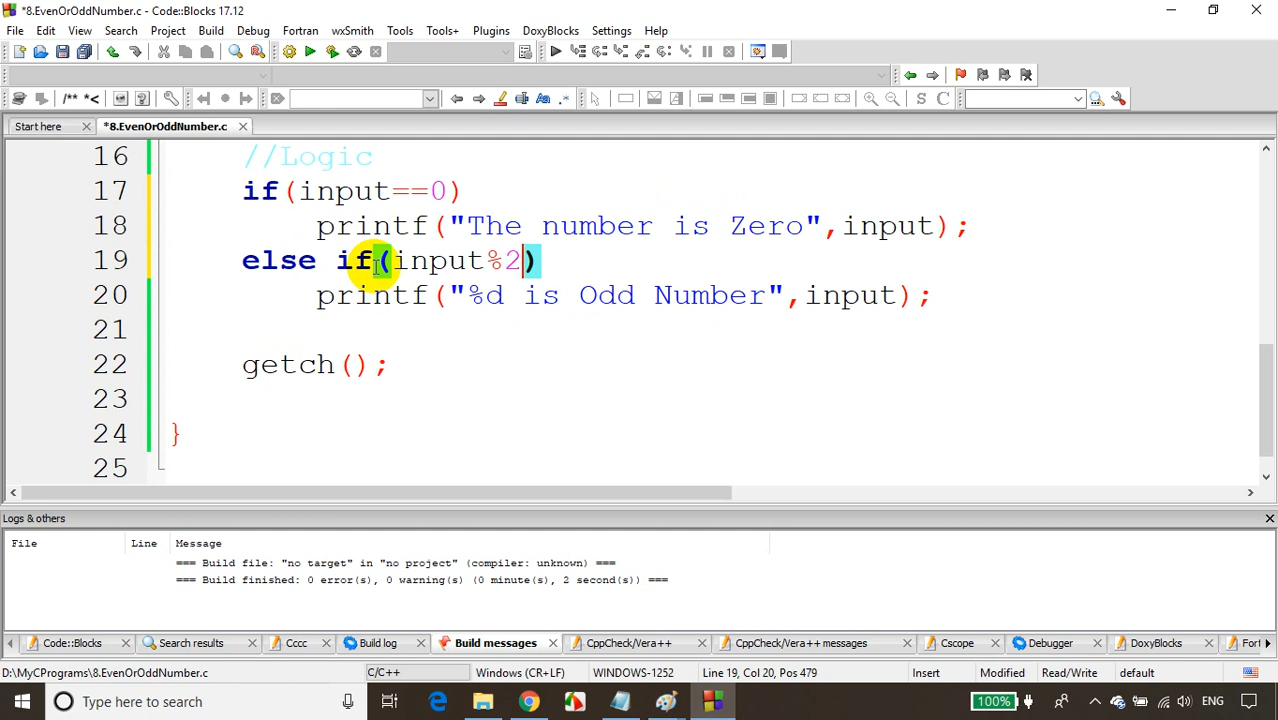 *8.EvenOrOddNumber.c - Code::Blocks 17.12
File Edit View Search Project Build Debug Fortran wxSmith Tools Tools+ Plugins DoxyBlocks Settings Help
/** *<
S C
Start here *8.EvenOrOddNumber.c
16 //Logic
17 if(input==0)
18 printf("The number is Zero",input);
19 else if(input%2)
20 printf("%d is Odd Number",input);
21
22 getch();
23
24 }
25
Logs & others
File Line Message
=== Build file: "no target" in "no project" (compiler: unknown) ===
=== Build finished: 0 error(s), 0 warning(s) (0 minute(s), 2 second(s)) ===
Code::Blocks Search results Cccc Build log Build messages CppCheck/Vera++ CppCheck/Vera++ messages Cscope Debugger DoxyBlocks Fort
D:\MyCPrograms\8.EvenOrOddNumber.c C/C++ Windows (CR+LF) WINDOWS-1252 Line 19, Col 20, Pos 479 Insert Modified Read/Write default
Type here to search 100% ENG